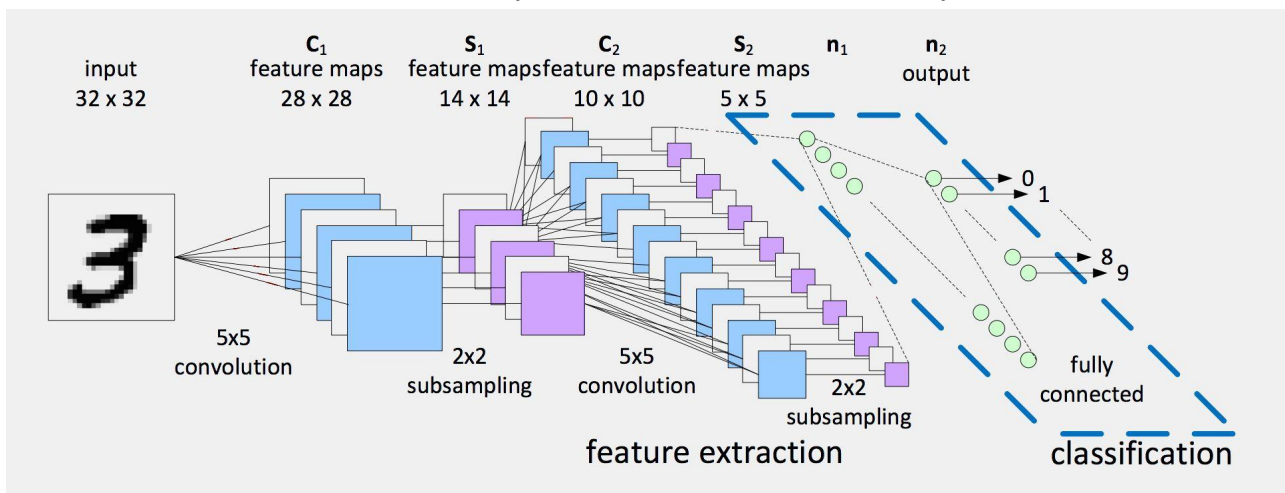 C1 S1 C2 S2 n1 n2
input feature maps feature maps feature maps feature maps output
32 x 32 28 x 28 14 x 14 10 x 10 5 x 5
0
1
3
8
9
5x5
convolution
2x2
subsampling
5x5
convolution
2x2
subsampling
fully
connected
feature extraction
classification